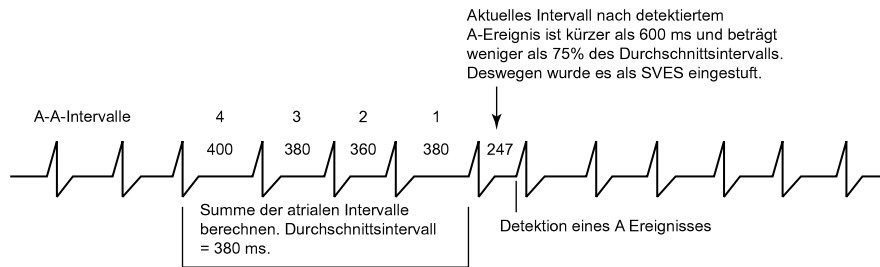 Aktuelles Intervall nach detektiertem
A-Ereignis ist kürzer als 600 ms und beträgt
weniger als 75% des Durchschnittsintervalls.
Deswegen wurde es als SVES eingestuft.
A-A-Intervalle 4 3 2 1
400 380 360 380 247
Summe der atrialen Intervalle
berechnen. Durchschnittsintervall
= 380 ms.
Detektion eines A Ereignisses